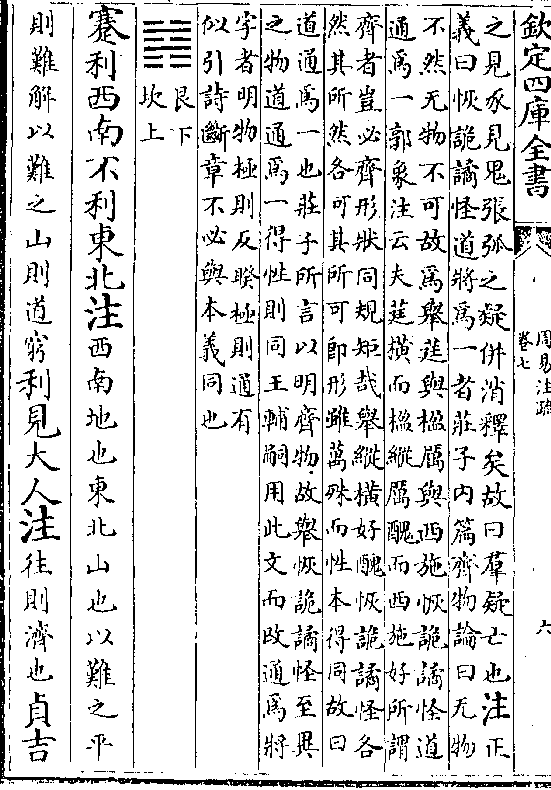 欽定四庫全書
周易注疏
卷七
六
之見豕見鬼張弧之疑併消釋矣故曰羣疑亡也注正
義曰恢詭譎怪道將為一者莊子內篇齊物論曰无物
不然无物不可故為舉莛與楹厲與西施恢詭譎怪道
通為一郭象注云夫莛橫而楹縱厲醜而西施好所謂
齊者豈必齊形狀同規矩哉舉縱橫好醜恢詭譎怪各
然其所然各可其所可即形雖萬殊而性本得同故曰
道通為一也莊子所言以明齊物故舉恢詭譎怪至異
之物道通為一得性則同王輔嗣用此文而改通為將
字者明物極則反睽極則通有
似引詩斷章不必與本義同也
艮下
坎上
蹇利西南不利東北注西南地也東北山也以難之平
則難解以難之山則道窮利見大人注往則濟也貞吉